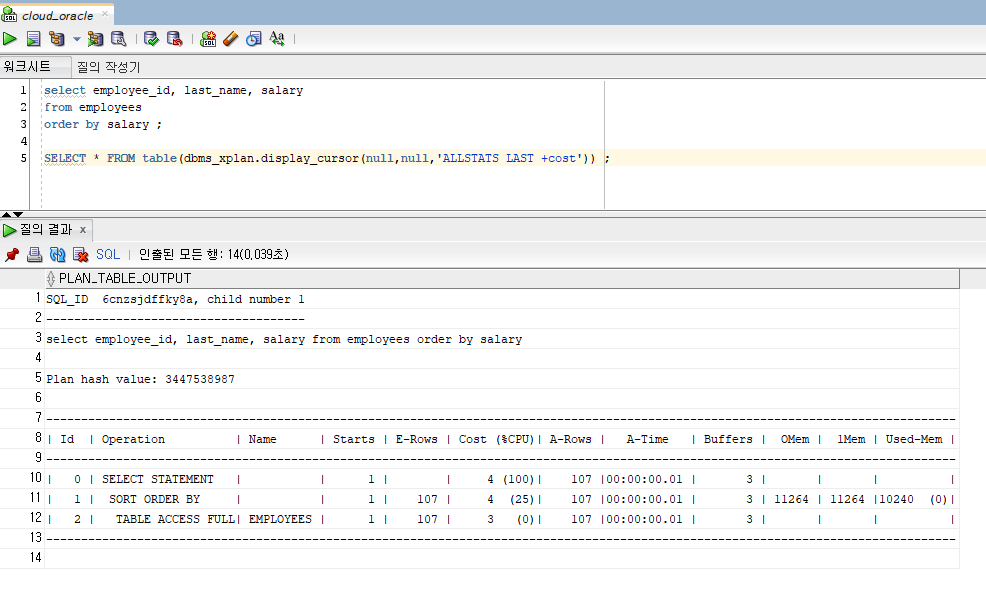 cloud_oracle
워크시트 질의 작성기
1 select employee_id, last_name, salary
2 from employees
3 order by salary ;
4
5 SELECT * FROM table(dbms_xplan.display_cursor(null,null,'ALLSTATS LAST +cost')) ;
질의 결과 x
SQL | 인출된 모든 행: 14(0,039초)
PLAN_TABLE_OUTPUT
1 SQL_ID  6cnzsjdffky8a, child number 1
2 -------------------------------------
3 select employee_id, last_name, salary from employees order by salary
4
5 Plan hash value: 3447538987
6
7 ----------------------------------------------------------------------------------------------------------------------------------
8 | Id  | Operation          | Name      | Starts | E-Rows | Cost (%CPU)| A-Rows |   A-Time   | Buffers |  OMem |  1Mem | Used-Mem |
9 ----------------------------------------------------------------------------------------------------------------------------------
10 |   0 | SELECT STATEMENT   |           |      1 |        |     4 (100)|    107 |00:00:00.01 |       3 |       |       |          |
11 |   1 |  SORT ORDER BY     |           |      1 |    107 |     4  (25)|    107 |00:00:00.01 |       3 | 11264 | 11264 |10240  (0)|
12 |   2 |   TABLE ACCESS FULL| EMPLOYEES |      1 |    107 |     3   (0)|    107 |00:00:00.01 |       3 |       |       |          |
13 ----------------------------------------------------------------------------------------------------------------------------------
14